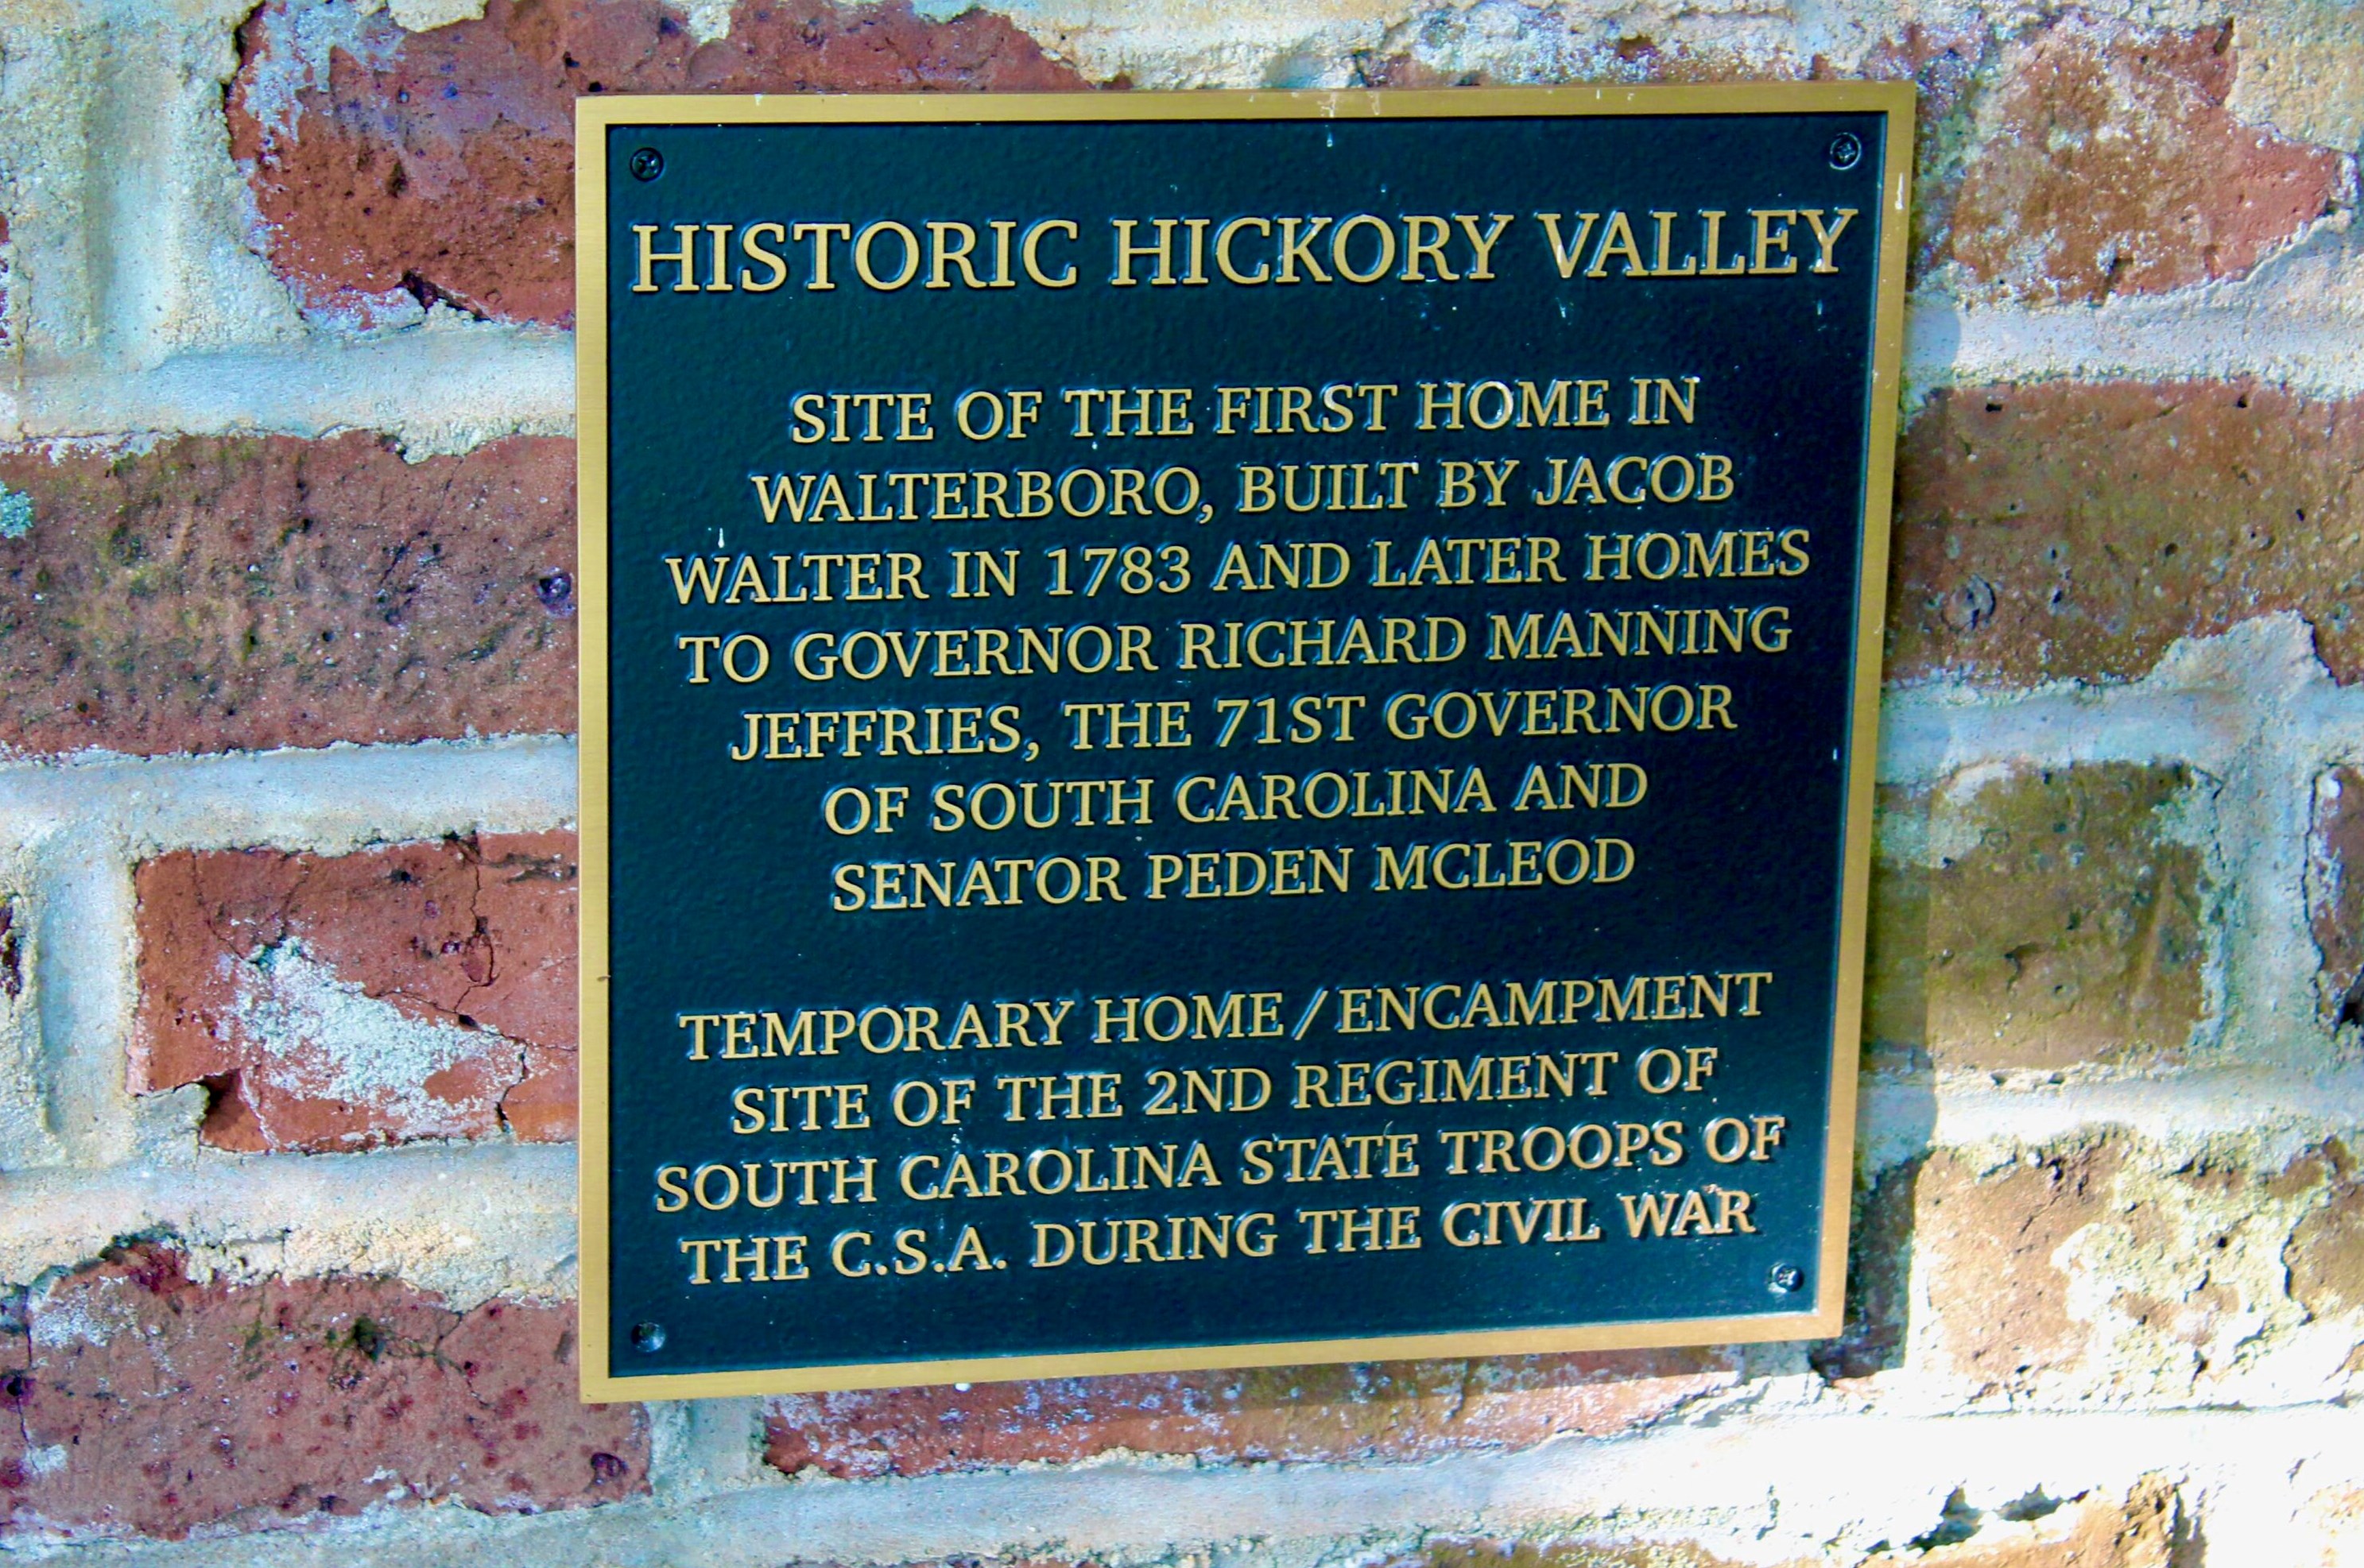 HISTORIC HICKORY VALLEY
SITE OF THE FIRST HOME IN
WALTERBORO, BUILT BY JACOB
WALTER IN 1783 AND LATER HOMES
TO GOVERNOR RICHARD MANNING
JEFFRIES, THE 71ST GOVERNOR
OF SOUTH CAROLINA AND
SENATOR PEDEN MCLEOD
TEMPORARY HOME/ENCAMPMENT
SITE OF THE 2ND REGIMENT OF
SOUTH CAROLINA STATE TROOPS OF
THE C.S.A. DURING THE CIVIL WAR